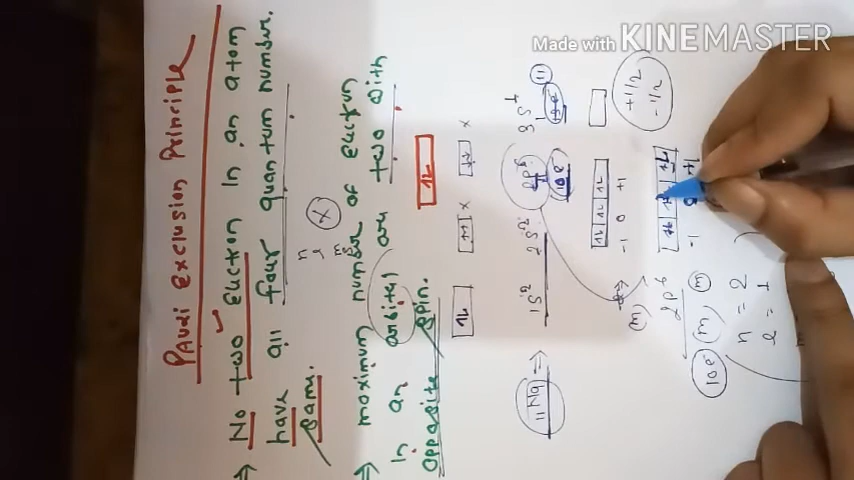 Made with KINEMASTER
PAuli exclusion principle
⇒ No two Electron In an atom
have all four quantum number.
same.
⇒ maximum number of electrun
In an orbital are two with
opposite spin.
₁₁Na ⇒ 1s² 2s² 2p⁶ 3s¹
10e⁻
-1 0 +1
+1/2
-1/2
n = 2
l = 1
10e⁻